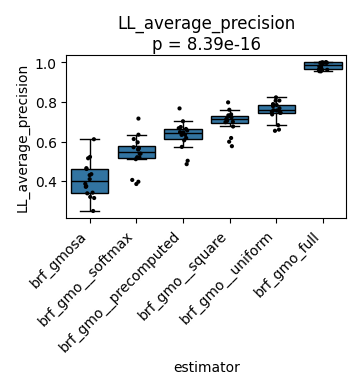 LL_average_precision
p = 8.39e-16
LL_average_precision
1.0
0.8
0.6
0.4
brf_gmosa
brf_gmo__softmax
brf_gmo__precomputed
brf_gmo__square
brf_gmo__uniform
brf_gmo_full
estimator